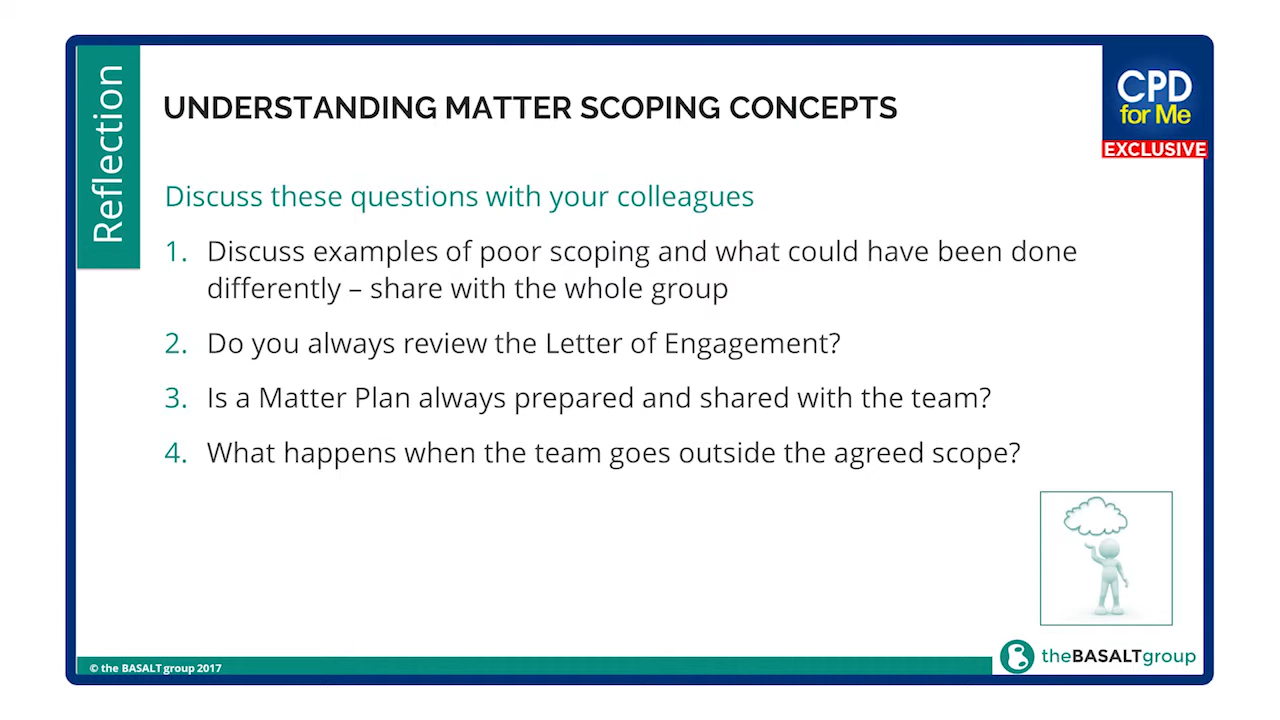 Reflection
UNDERSTANDING MATTER SCOPING CONCEPTS
CPD
for Me
EXCLUSIVE
Discuss these questions with your colleagues
1. Discuss examples of poor scoping and what could have been done
differently – share with the whole group
2. Do you always review the Letter of Engagement?
3. Is a Matter Plan always prepared and shared with the team?
4. What happens when the team goes outside the agreed scope?
© the BASALT group 2017
theBASALTgroup